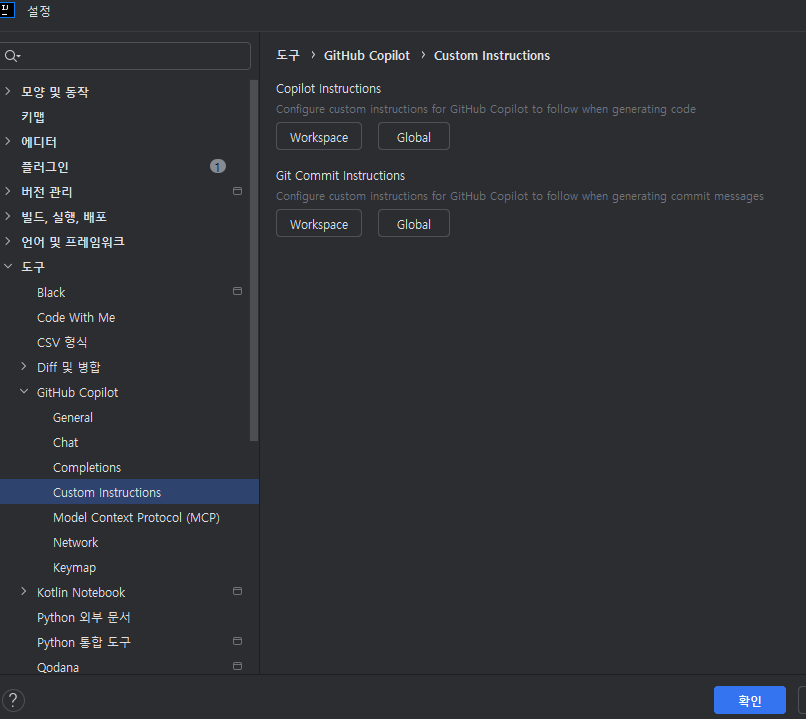 설정
도구 › GitHub Copilot › Custom Instructions
Copilot Instructions
Configure custom instructions for GitHub Copilot to follow when generating code
Workspace
Global
Git Commit Instructions
Configure custom instructions for GitHub Copilot to follow when generating commit messages
Workspace
Global
모양 및 동작
키맵
에디터
플러그인 1
버전 관리
빌드, 실행, 배포
언어 및 프레임워크
도구
Black
Code With Me
CSV 형식
Diff 및 병합
GitHub Copilot
General
Chat
Completions
Custom Instructions
Model Context Protocol (MCP)
Network
Keymap
Kotlin Notebook
Python 외부 문서
Python 통합 도구
Qodana
?
확인